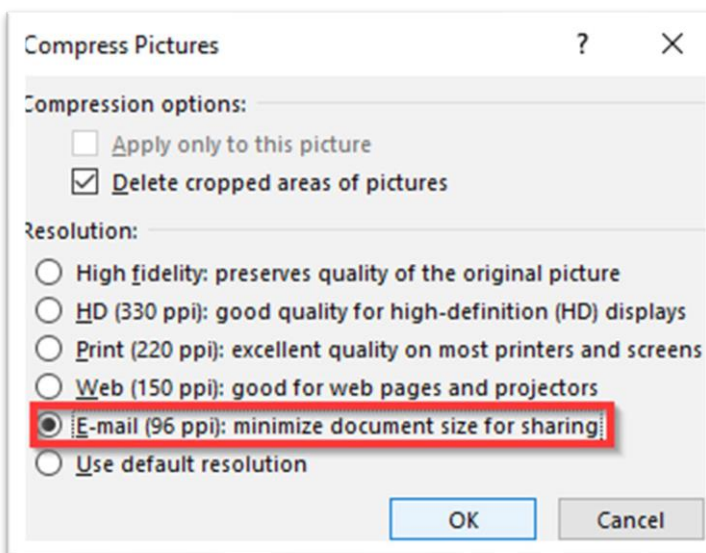 Compress Pictures ?
Compression options:
Apply only to this picture
Delete cropped areas of pictures
Resolution:
High fidelity: preserves quality of the original picture
HD (330 ppi): good quality for high-definition (HD) displays
Print (220 ppi): excellent quality on most printers and screens
Web (150 ppi): good for web pages and projectors
E-mail (96 ppi): minimize document size for sharing
Use default resolution
OK Cancel